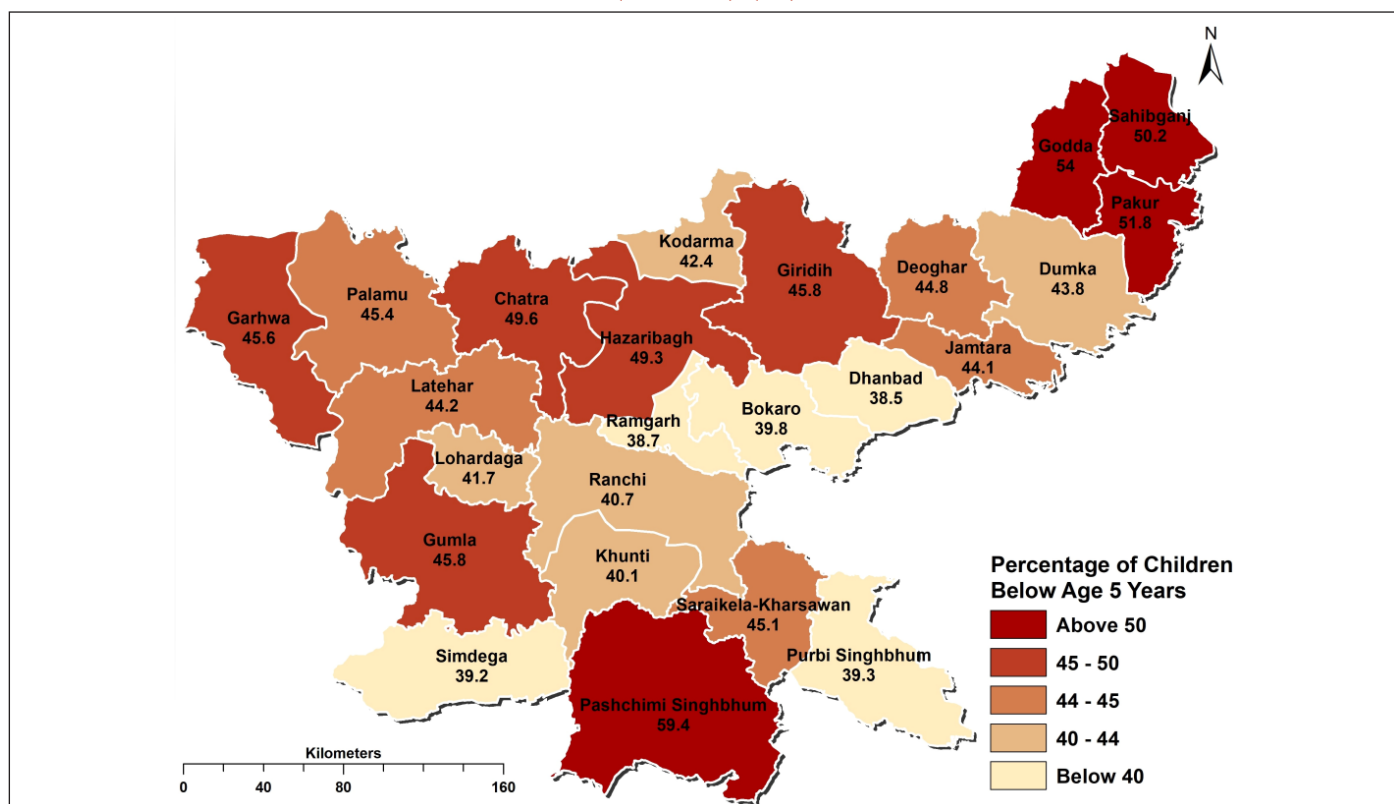 N
Sahibganj
50.2
Godda
54
Pakur
51.8
Kodarma
42.4
Giridih
45.8
Deoghar
44.8
Dumka
43.8
Garhwa
45.6
Palamu
45.4
Chatra
49.6
Hazaribagh
49.3
Jamtara
44.1
Latehar
44.2
Dhanbad
38.5
Bokaro
39.8
Ramgarh
38.7
Lohardaga
41.7
Ranchi
40.7
Gumla
45.8
Khunti
40.1
Saraikela-Kharsawan
45.1
Simdega
39.2
Purbi Singhbhum
39.3
Pashchimi Singhbhum
59.4
Percentage of Children
Below Age 5 Years
Above 50
45 - 50
44 - 45
40 - 44
Below 40
Kilometers
0 40 80 160